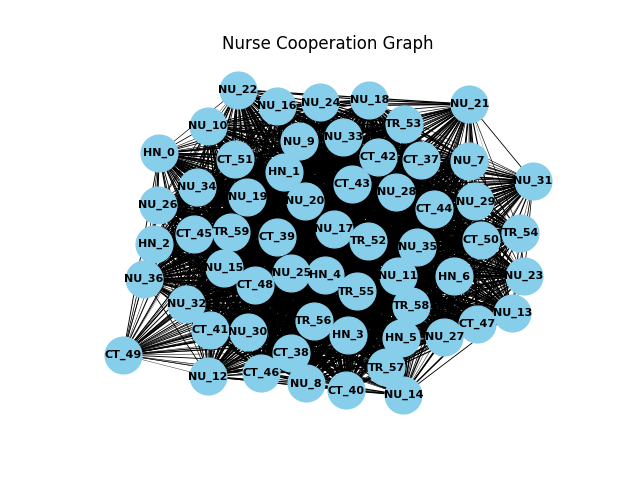 Nurse Cooperation Graph
NU_22
NU_16
NU_24
NU_18
NU_21
NU_10
NU_9
NU_33
TR_53
HN_0
CT_51
HN_1
CT_42
CT_37
NU_7
NU_34
NU_19
NU_20
CT_43
NU_28
CT_44
NU_29
NU_31
NU_26
CT_45
TR_59
CT_39
NU_17
TR_52
NU_35
CT_50
TR_54
HN_2
NU_36
NU_15
CT_48
NU_25
HN_4
TR_55
NU_11
HN_6
NU_23
NU_32
CT_41
NU_30
TR_56
HN_3
TR_58
HN_5
NU_27
CT_47
NU_13
CT_49
NU_12
CT_46
CT_38
NU_8
CT_40
TR_57
NU_14